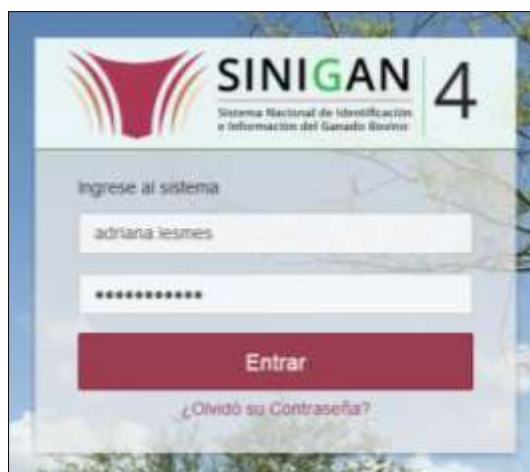 SINIGAN 4
Sistema Nacional de Identificación
e Información del Ganado Bovino
Ingrese al sistema
adriana lesmes
•••••••••••
Entrar
¿Olvidó su Contraseña?